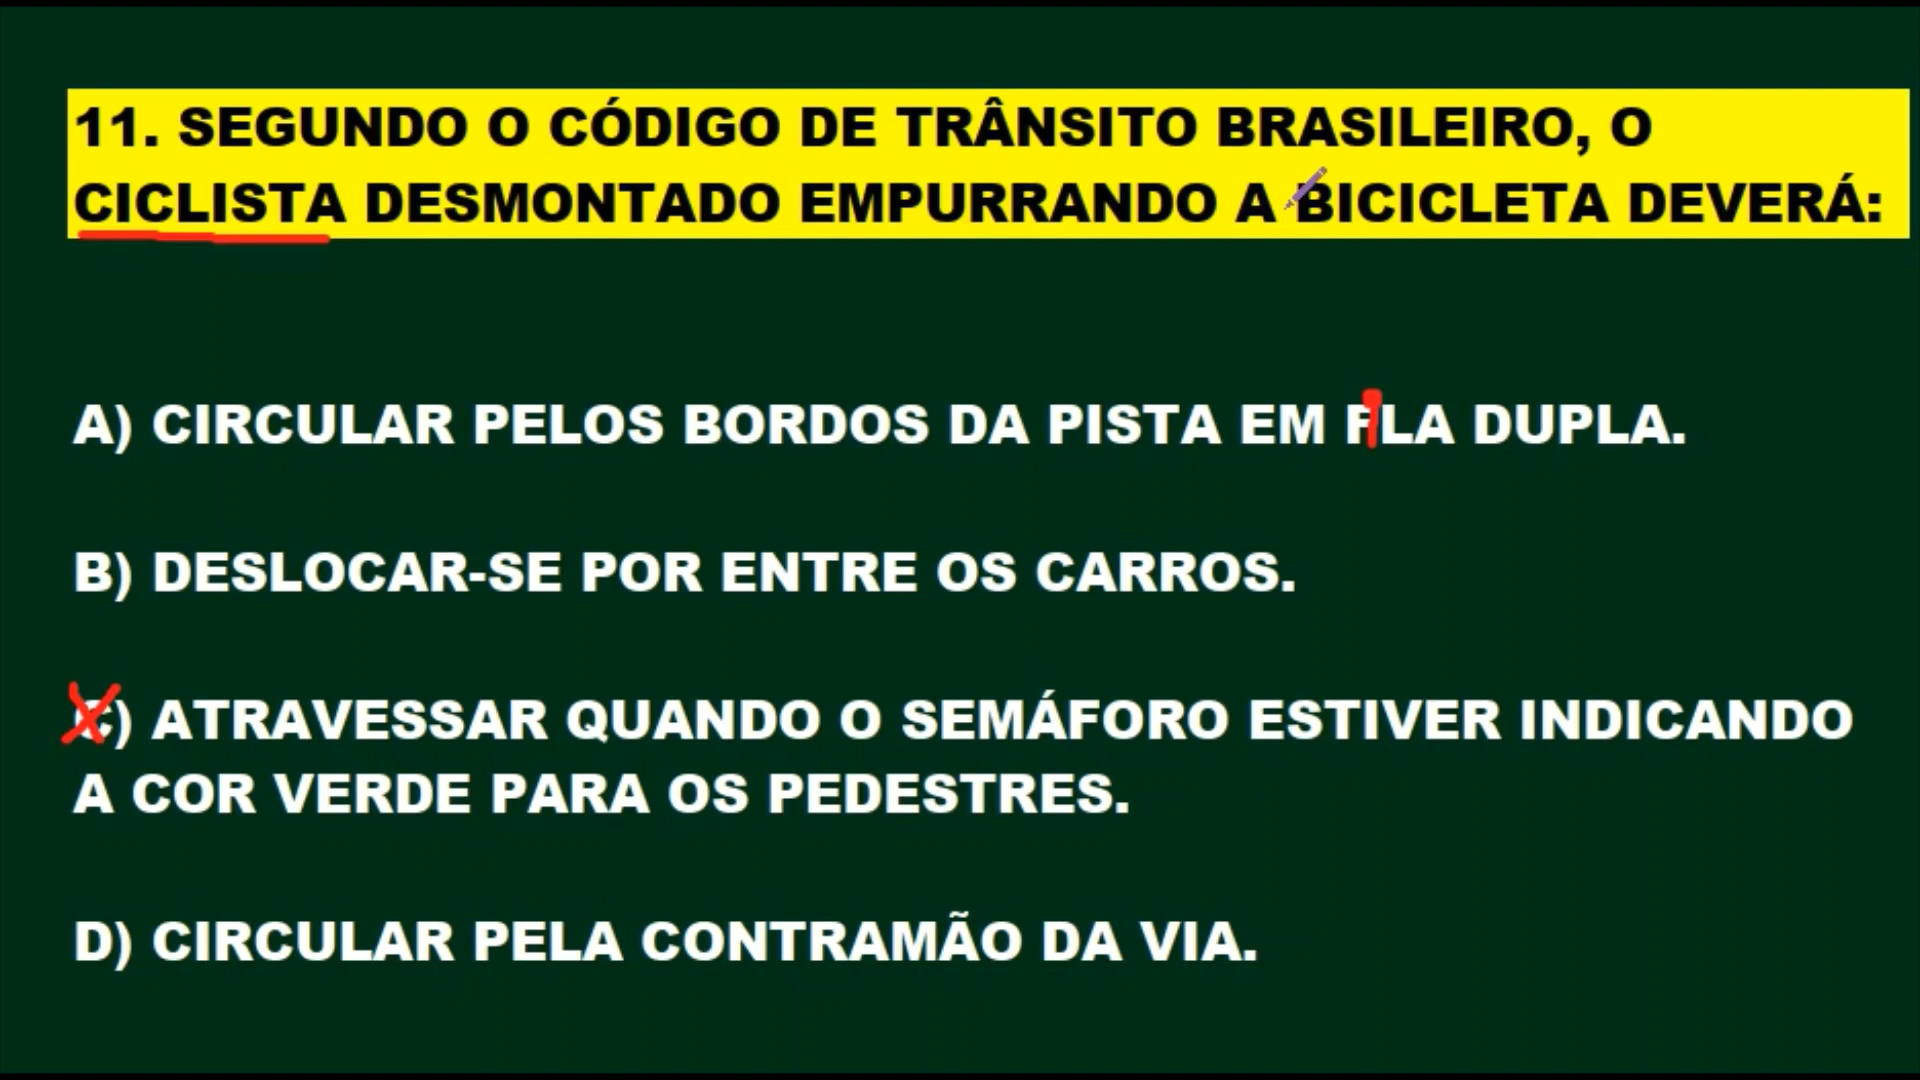 11. SEGUNDO O CÓDIGO DE TRÂNSITO BRASILEIRO, O
CICLISTA DESMONTADO EMPURRANDO A BICICLETA DEVERÁ:
A) CIRCULAR PELOS BORDOS DA PISTA EM FILA DUPLA.
B) DESLOCAR-SE POR ENTRE OS CARROS.
C) ATRAVESSAR QUANDO O SEMÁFORO ESTIVER INDICANDO
A COR VERDE PARA OS PEDESTRES.
D) CIRCULAR PELA CONTRAMÃO DA VIA.